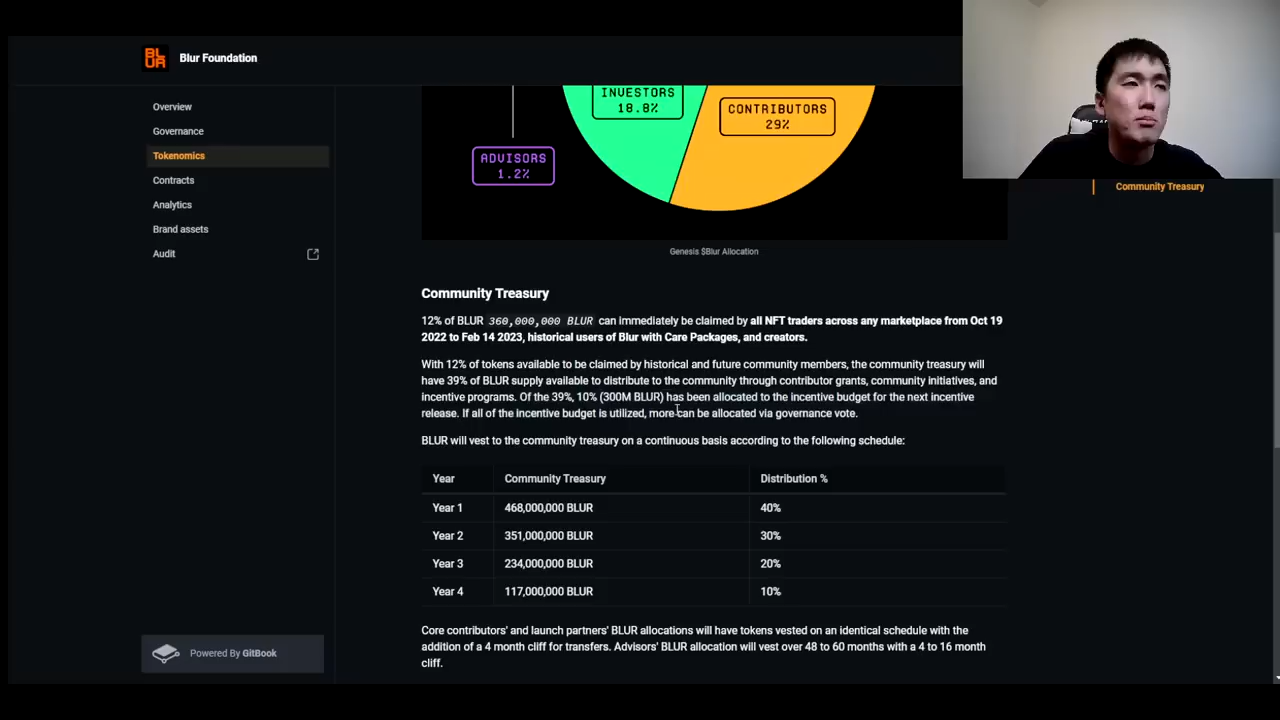 BL
UR
Blur Foundation
Overview
Governance
Tokenomics
Contracts
Analytics
Brand assets
Audit
INVESTORS
18.8%
CONTRIBUTORS
29%
ADVISORS
1.2%
Community Treasury
Genesis $Blur Allocation
Community Treasury
12% of BLUR 360,000,000 BLUR can immediately be claimed by all NFT traders across any marketplace from Oct 19
2022 to Feb 14 2023, historical users of Blur with Care Packages, and creators.
With 12% of tokens available to be claimed by historical and future community members, the community treasury will
have 39% of BLUR supply available to distribute to the community through contributor grants, community initiatives, and
incentive programs. Of the 39%, 10% (300M BLUR) has been allocated to the incentive budget for the next incentive
release. If all of the incentive budget is utilized, more can be allocated via governance vote.
BLUR will vest to the community treasury on a continuous basis according to the following schedule:
Year Community Treasury Distribution %
Year 1 468,000,000 BLUR 40%
Year 2 351,000,000 BLUR 30%
Year 3 234,000,000 BLUR 20%
Year 4 117,000,000 BLUR 10%
Core contributors' and launch partners' BLUR allocations will have tokens vested on an identical schedule with the
addition of a 4 month cliff for transfers. Advisors' BLUR allocation will vest over 48 to 60 months with a 4 to 16 month
cliff.
Powered By GitBook